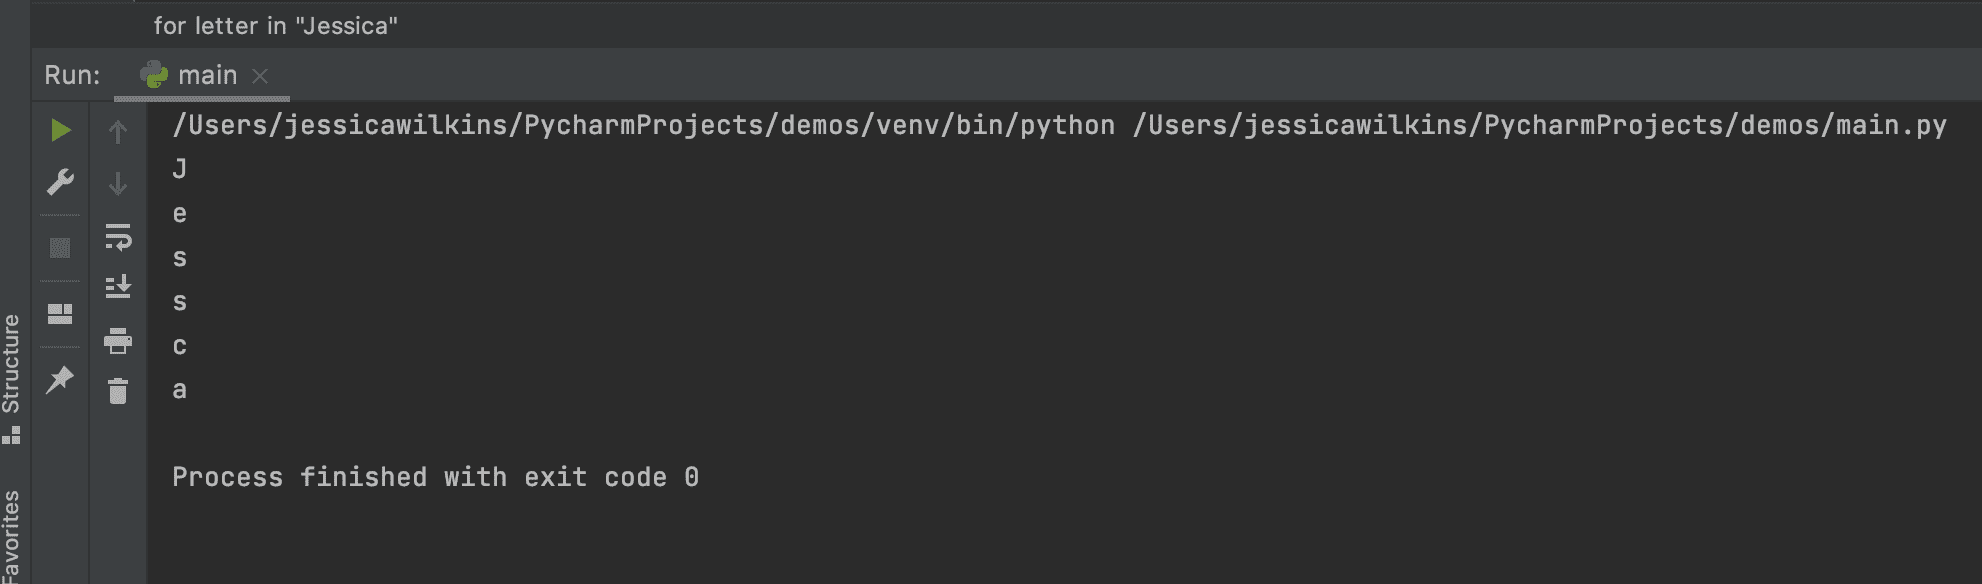 for letter in "Jessica"
Run: main
/Users/jessicawilkins/PycharmProjects/demos/venv/bin/python /Users/jessicawilkins/PycharmProjects/demos/main.py
J
e
s
s
c
a
Process finished with exit code 0
Structure
Favorites